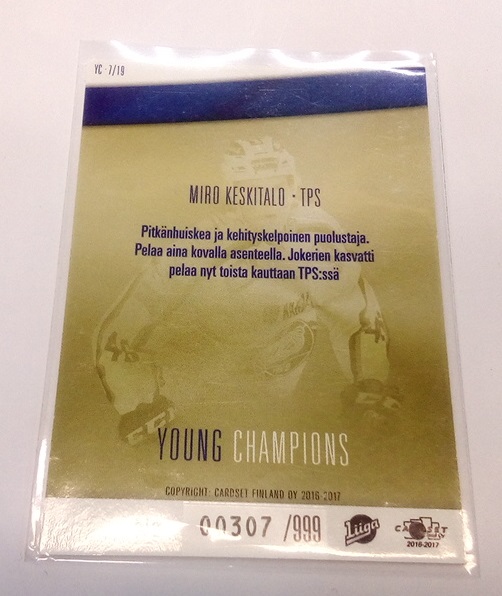 YC - 7/19
MIRO KESKITALO · TPS
Pitkänhuiskea ja kehityskelpoinen puolustaja.
Pelaa aina kovalla asenteella. Jokerien kasvatti
pelaa nyt toista kauttaan TPS:ssä
YOUNG CHAMPIONS
COPYRIGHT: CARDSET FINLAND OY 2016-2017
00307 /999
Liiga
CARDSET
2016-2017